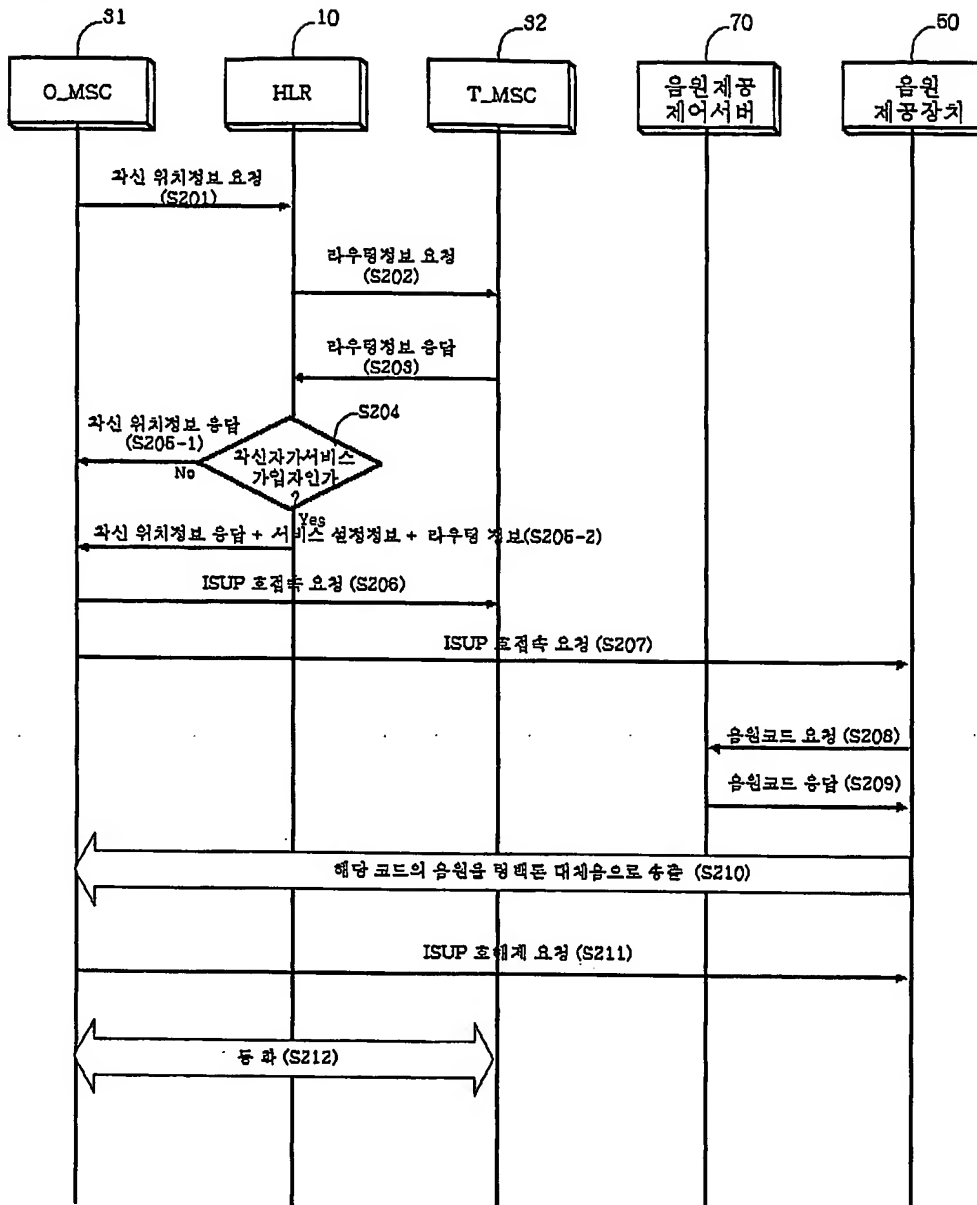 31
10
32
70
50
O_MSC
HLR
T_MSC
음원제공
제어서버
음원
제공장치
착신 위치정보 요청
(S201)
라우팅정보 요청
(S202)
라우팅정보 응답
(S203)
S204
착신 위치정보 응답
(S205-1)
No
착신자가서비스
가입자인가
?
Yes
착신 위치정보 응답 + 서비스 설정정보 + 라우팅 정보(S205-2)
ISUP 호접속 요청 (S206)
ISUP 호접속 요청 (S207)
음원코드 요청 (S208)
음원코드 응답 (S209)
해당 코드의 음원을 링백톤 대체음으로 송출 (S210)
ISUP 호해제 요청 (S211)
통 화 (S212)